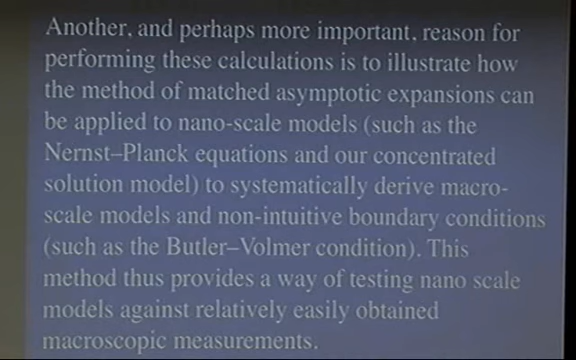 Another, and perhaps more important, reason for
performing these calculations is to illustrate how
the method of matched asymptotic expansions can
be applied to nano-scale models (such as the
Nernst–Planck equations and our concentrated
solution model) to systematically derive macro-
scale models and non-intuitive boundary conditions
(such as the Butler–Volmer condition). This
method thus provides a way of testing nano scale
models against relatively easily obtained
macroscopic measurements.